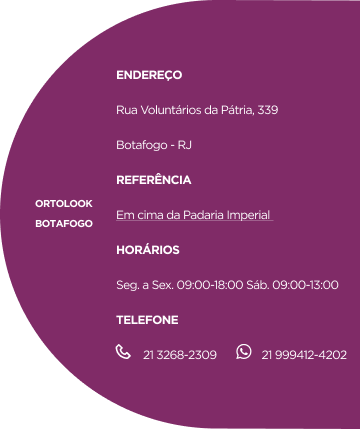 ENDEREÇO
Rua Voluntários da Pátria, 339
Botafogo - RJ
REFERÊNCIA
ORTOLOOK
BOTAFOGO
Em cima da Padaria Imperial
HORÁRIOS
Seg. a Sex. 09:00-18:00 Sáb. 09:00-13:00
TELEFONE
21 3268-2309 21 999412-4202